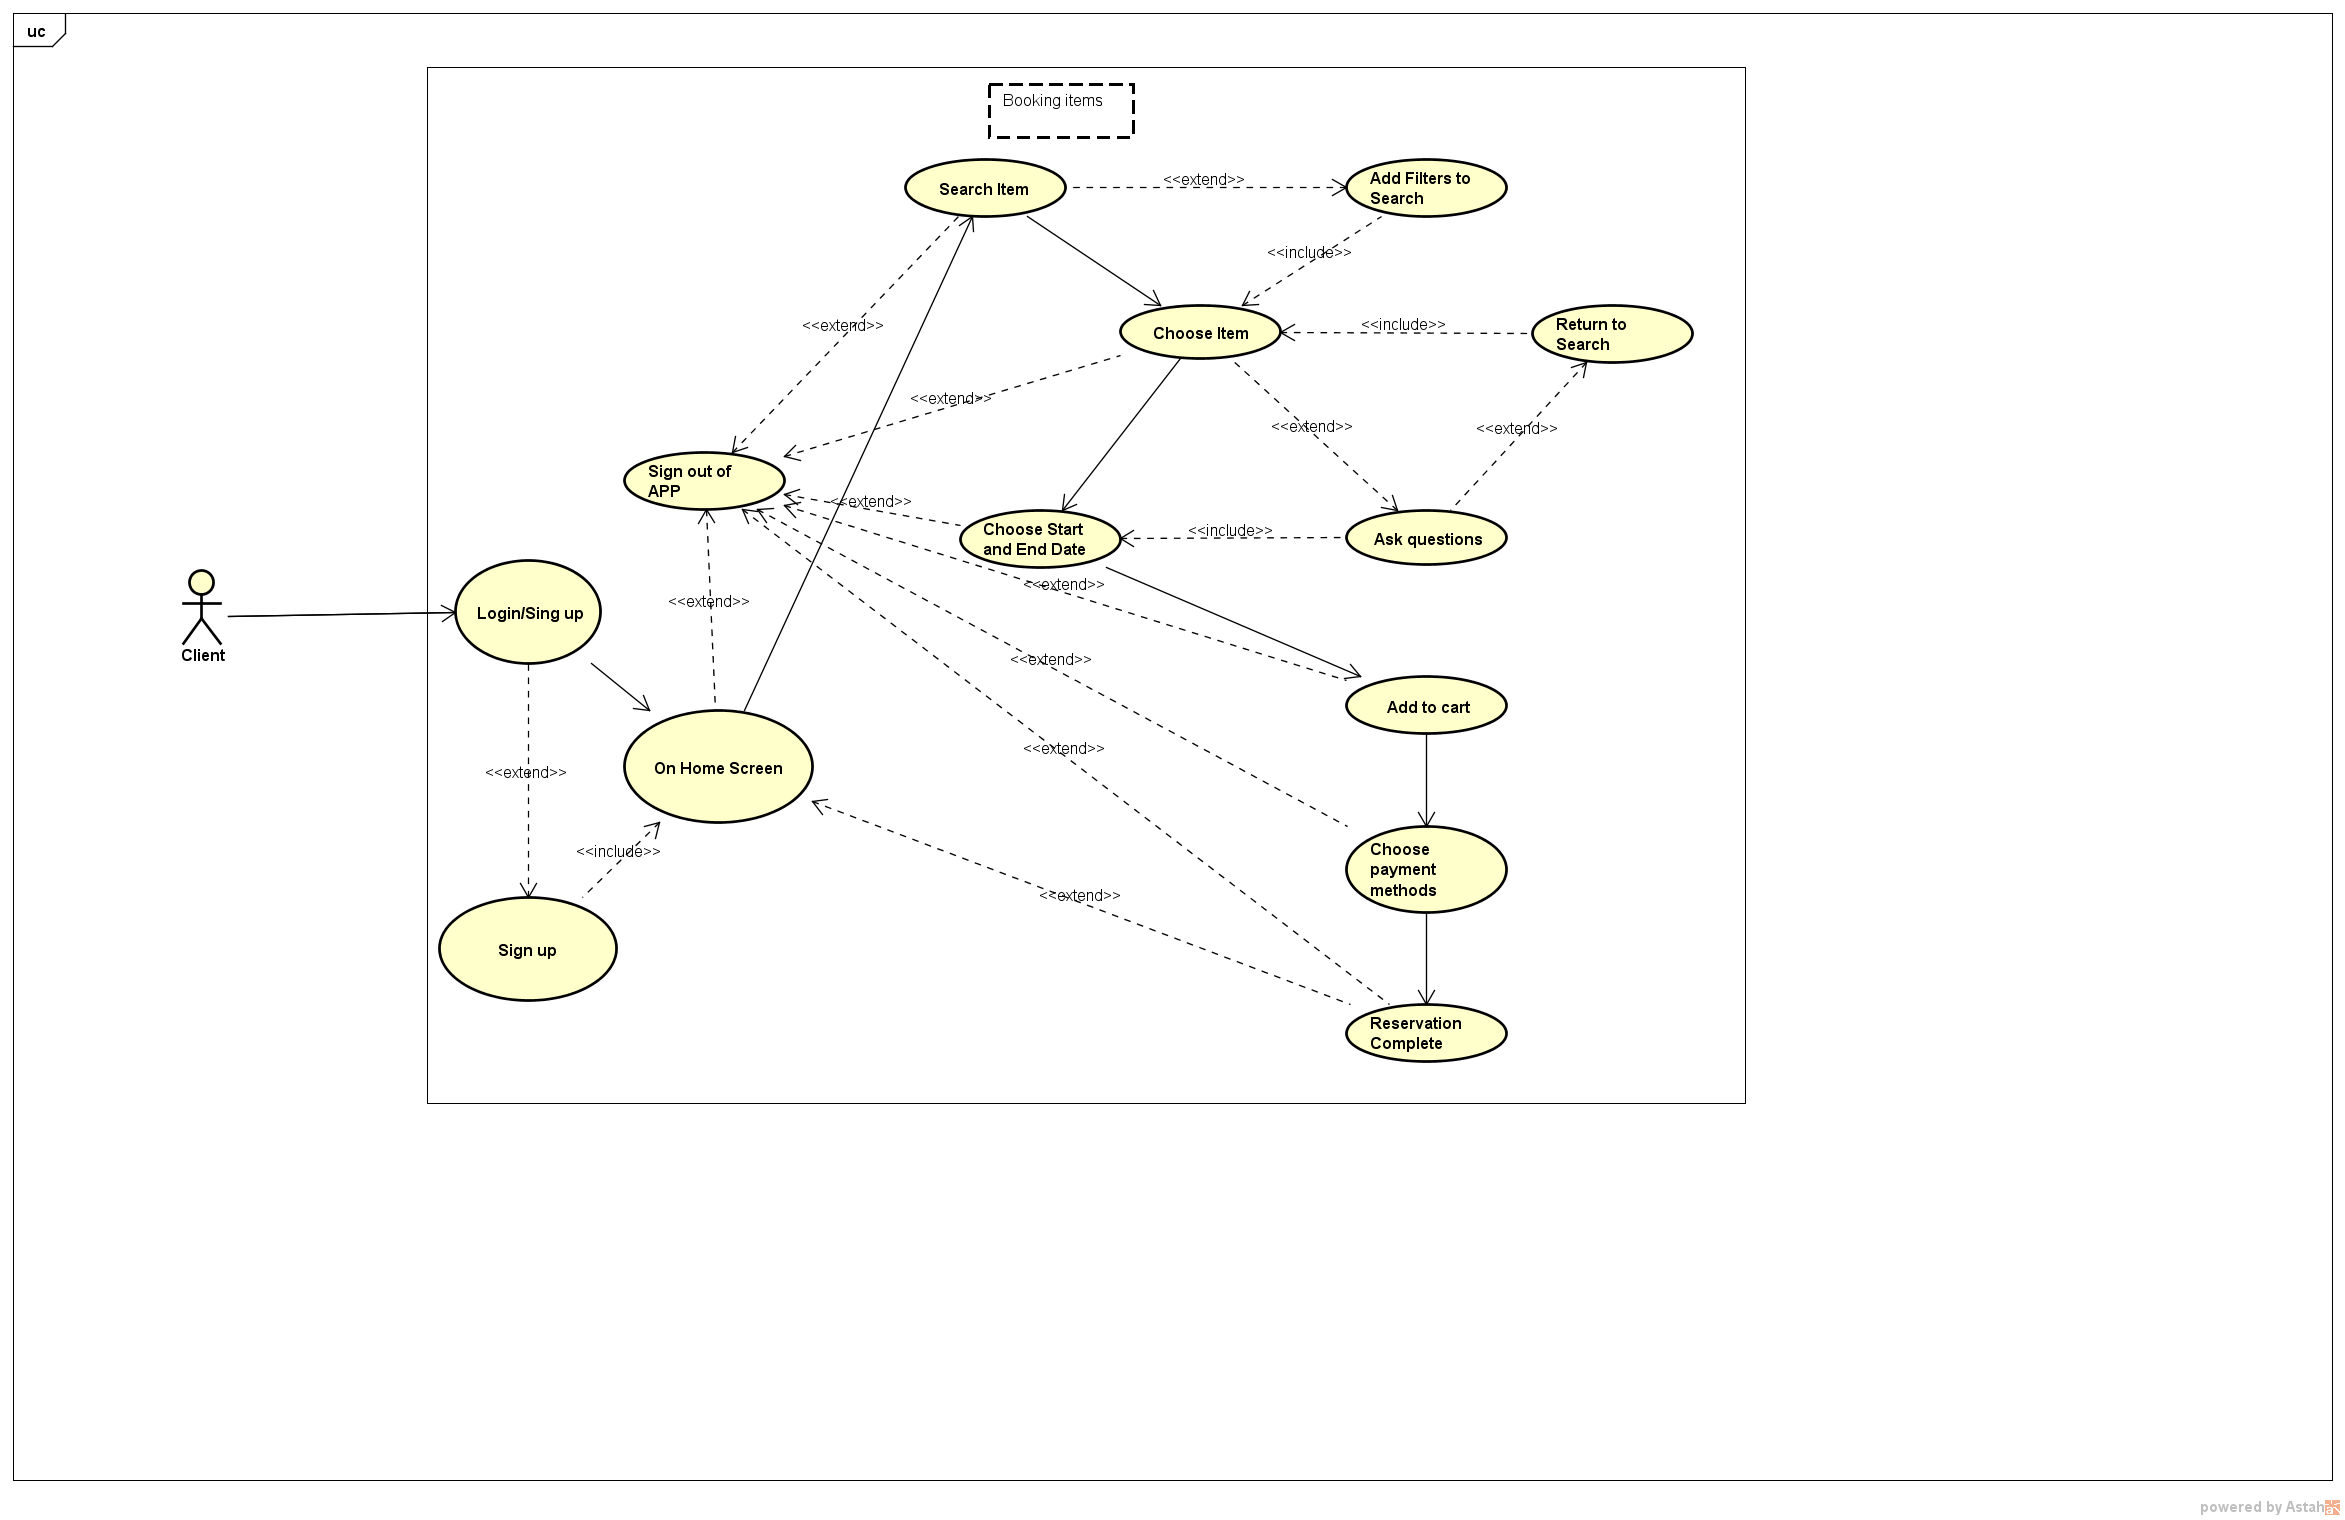 uc
Booking items
Search Item
<<extend>>
Add Filters to
Search
<<include>>
<<extend>>
Choose Item
<<include>>
Return to
Search
<<extend>>
<<extend>>
<<extend>>
Sign out of
APP
<<extend>>
Choose Start
and End Date
<<include>>
Ask questions
<<extend>>
<<extend>>
Login/Sing up
Client
<<extend>>
Add to cart
On Home Screen
<<extend>>
<<extend>>
<<include>>
Choose
payment
methods
<<extend>>
Sign up
Reservation
Complete
powered by Astah